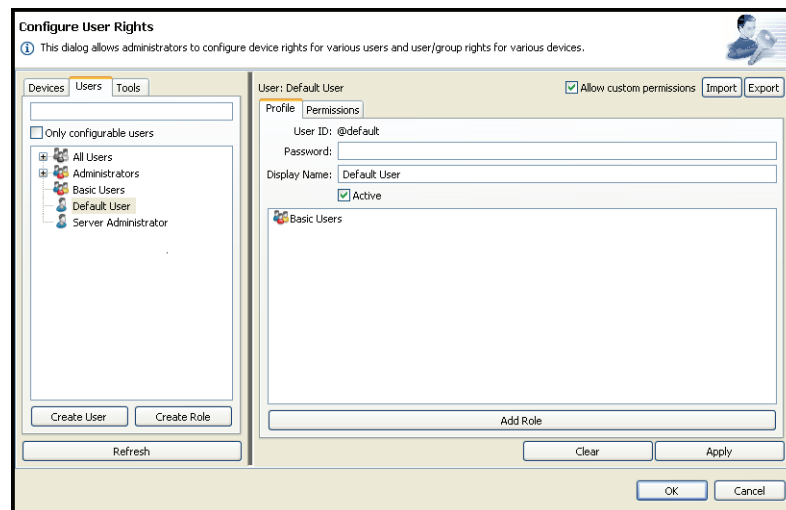 Configure User Rights
This dialog allows administrators to configure device rights for various users and user/group rights for various devices.
Devices Users Tools
Only configurable users
All Users
Administrators
Basic Users
Default User
Server Administrator
Create User Create Role
Refresh
User: Default User Allow custom permissions Import Export
Profile Permissions
User ID: @default
Password:
Display Name: Default User
Active
Basic Users
Add Role
Clear Apply
OK Cancel